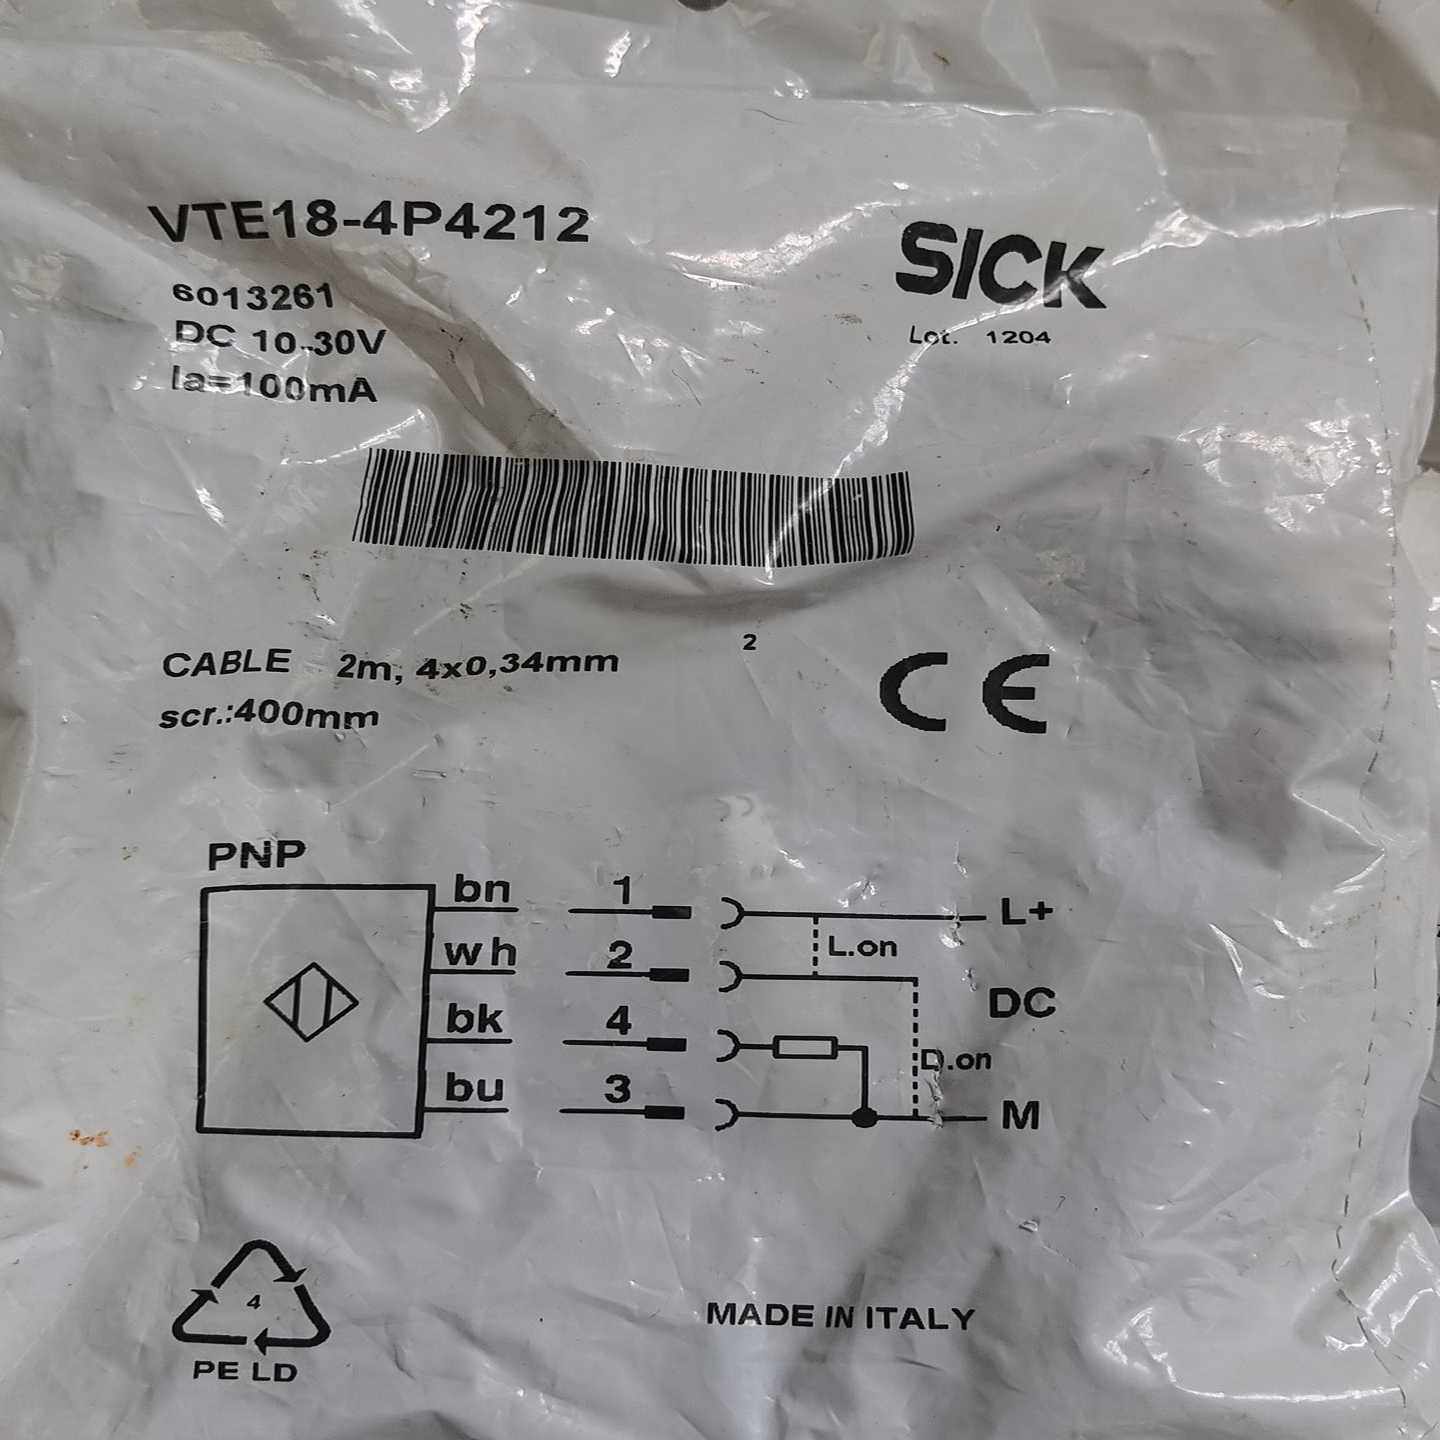 VTE18-4P4212
SICK
6013261
Lot. 1204
DC 10..30V
Ia=100mA
CABLE 2m, 4x0,34mm 2
scr.:400mm
CE
PNP
bn 1 L+
L.on
wh 2
DC
bk 4
D.on
bu 3 M
4
PE LD
MADE IN ITALY